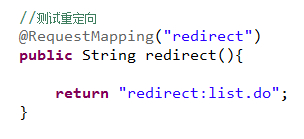 //测试重定向
@RequestMapping("redirect")
public String redirect(){
return "redirect:list.do";
}